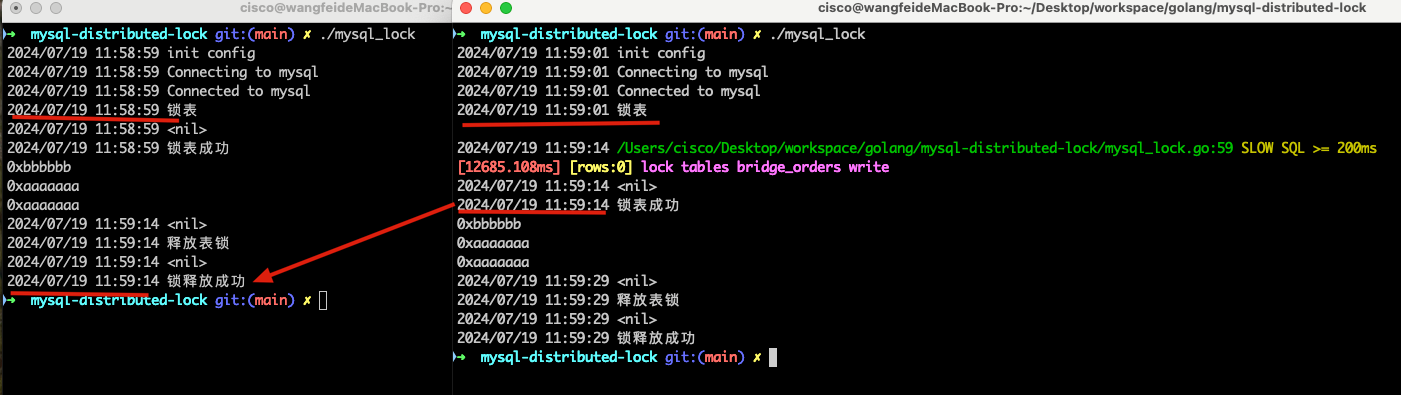 cisco@wangfeideMacBook-Pro:~
➜ mysql-distributed-lock git:(main) ✗ ./mysql_lock
2024/07/19 11:58:59 init config
2024/07/19 11:58:59 Connecting to mysql
2024/07/19 11:58:59 Connected to mysql
2024/07/19 11:58:59 锁表
2024/07/19 11:58:59 <nil>
2024/07/19 11:58:59 锁表成功
0xbbbbbb
0xaaaaaaa
0xaaaaaaa
2024/07/19 11:59:14 <nil>
2024/07/19 11:59:14 释放表锁
2024/07/19 11:59:14 <nil>
2024/07/19 11:59:14 锁释放成功
➜ mysql-distributed-lock git:(main) ✗
cisco@wangfeideMacBook-Pro:~/Desktop/workspace/golang/mysql-distributed-lock
➜ mysql-distributed-lock git:(main) ✗ ./mysql_lock
2024/07/19 11:59:01 init config
2024/07/19 11:59:01 Connecting to mysql
2024/07/19 11:59:01 Connected to mysql
2024/07/19 11:59:01 锁表
2024/07/19 11:59:14 /Users/cisco/Desktop/workspace/golang/mysql-distributed-lock/mysql_lock.go:59 SLOW SQL >= 200ms
[12685.108ms] [rows:0] lock tables bridge_orders write
2024/07/19 11:59:14 <nil>
2024/07/19 11:59:14 锁表成功
0xbbbbbb
0xaaaaaaa
0xaaaaaaa
2024/07/19 11:59:29 <nil>
2024/07/19 11:59:29 释放表锁
2024/07/19 11:59:29 <nil>
2024/07/19 11:59:29 锁释放成功
➜ mysql-distributed-lock git:(main) ✗